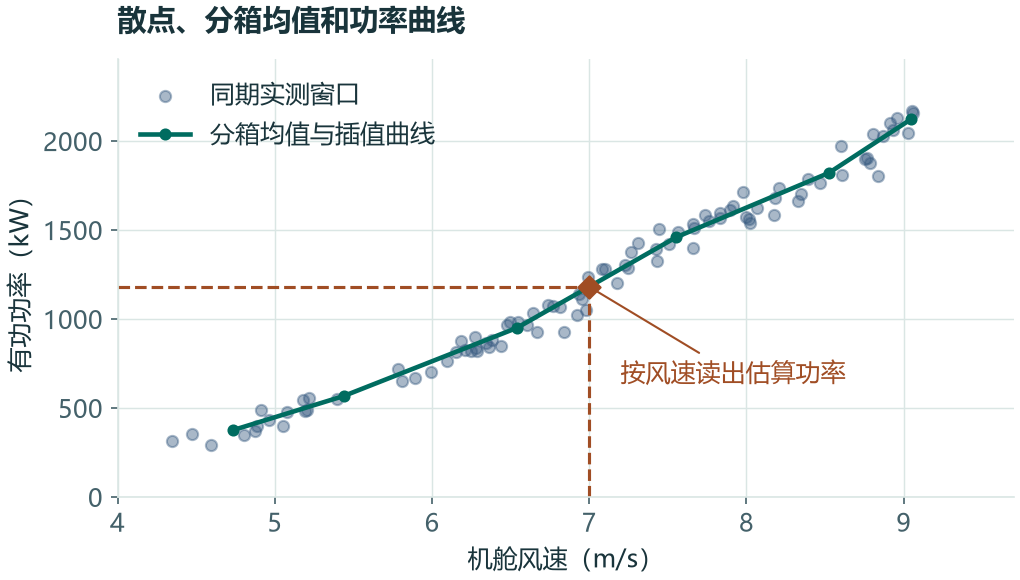 散点、分箱均值和功率曲线
同期实测窗口
分箱均值与插值曲线
2000
1500
1000
500
0
有功功率（kW）
按风速读出估算功率
4 5 6 7 8 9
机舱风速（m/s）